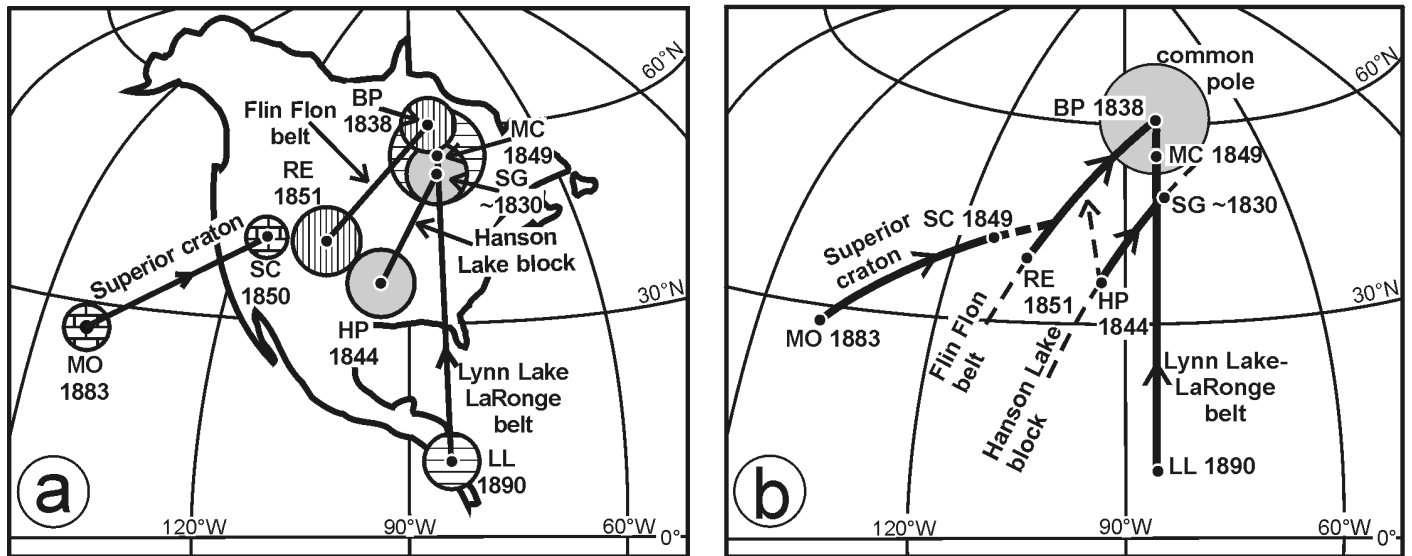 60°N
BP
1838
Flin Flon
belt
MC
1849
RE
1851
SG
~1830
Superior craton
Hanson
Lake block
SC
1850
30°N
HP
1844
MO
1883
Lynn Lake
LaRonge
belt
LL
1890
a
120°W
90°W
60°W
0°
common
pole
60°N
BP 1838
MC 1849
SC 1849
SG ~1830
Superior
craton
RE
1851
HP
1844
30°N
MO 1883
Flin Flon
belt
Hanson Lake
block
Lynn Lake-
LaRonge
belt
LL 1890
b
120°W
90°W
60°W
0°